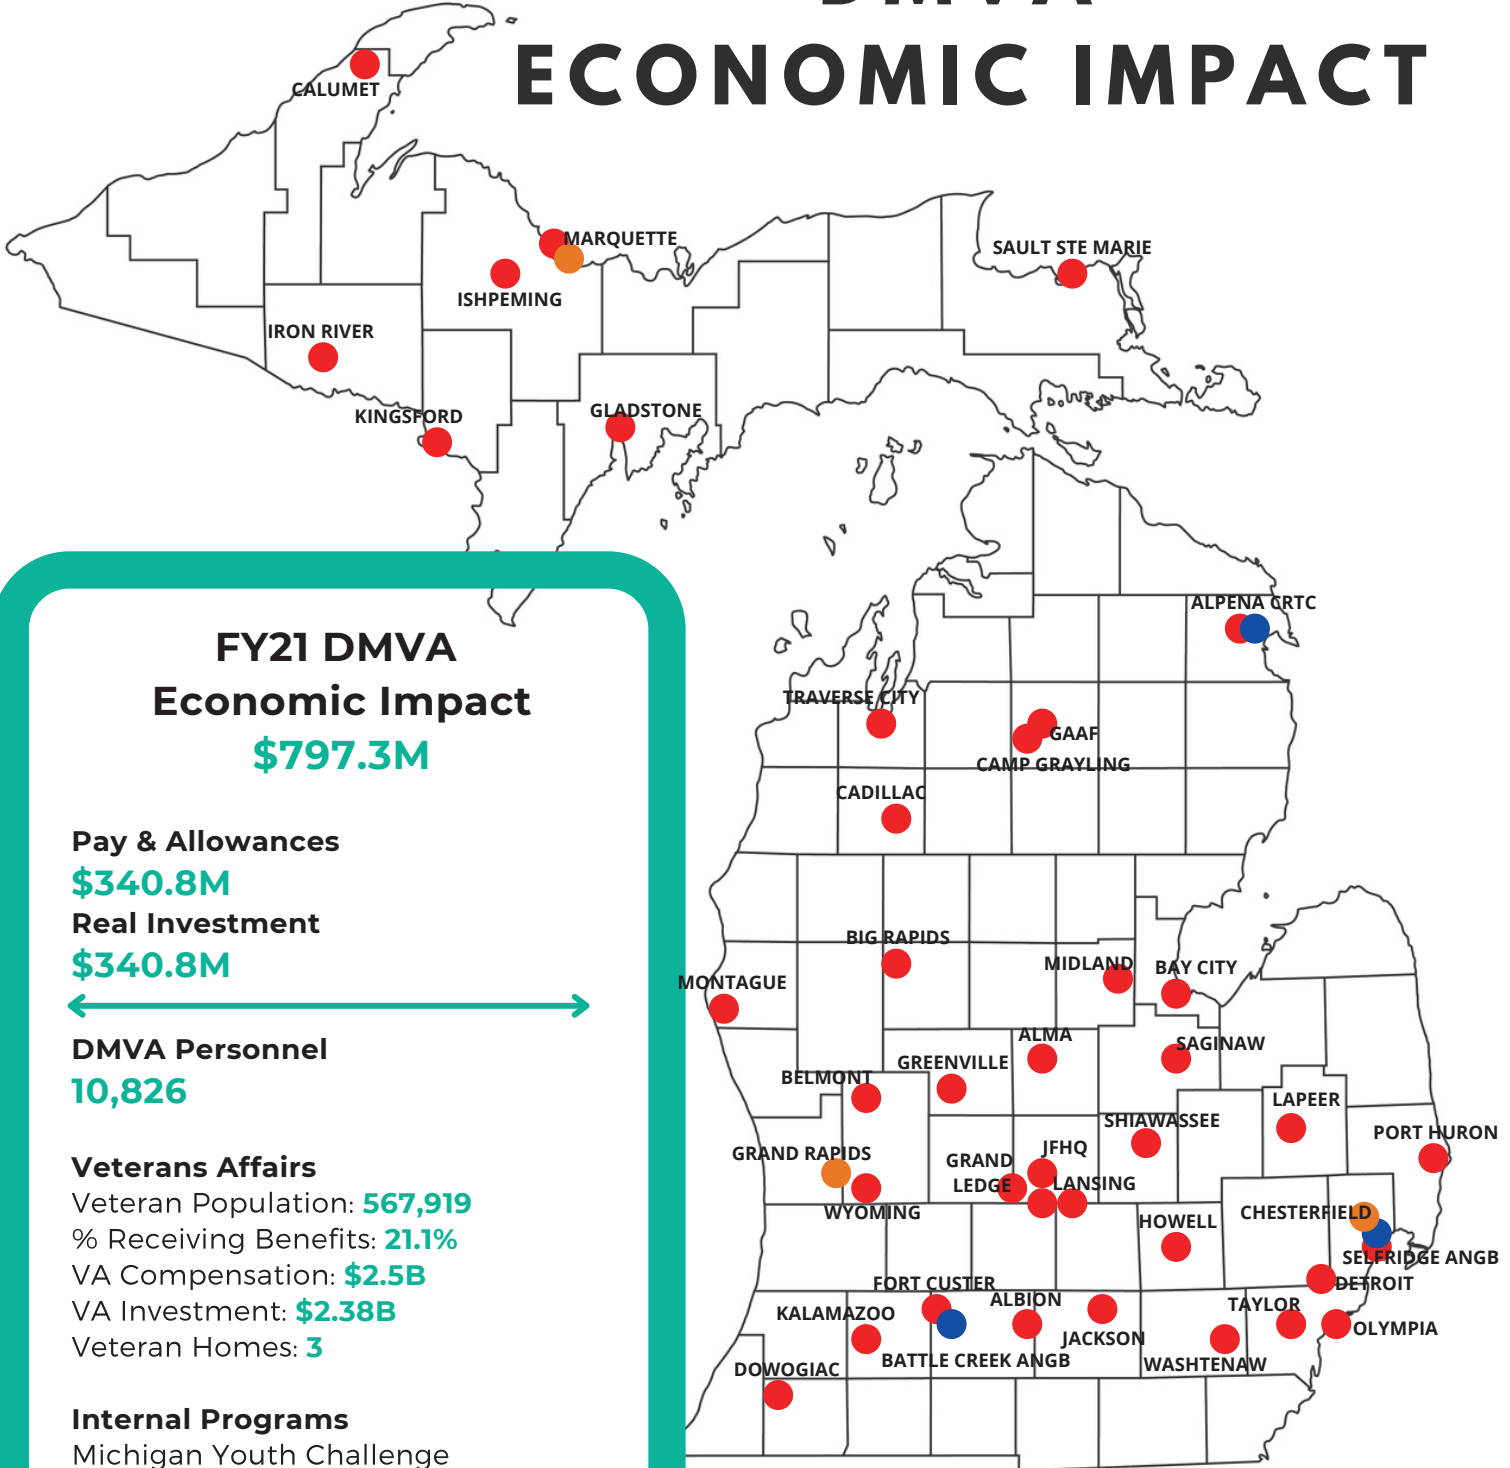 DMVA
ECONOMIC IMPACT
CALUMET
MARQUETTE
SAULT STE MARIE
ISHPEMING
IRON RIVER
KINGSFORD
GLADSTONE
ALPENA CRTC
TRAVERSE CITY
GAAF
CAMP GRAYLING
CADILLAC
BIG RAPIDS
MIDLAND
BAY CITY
MONTAGUE
ALMA
SAGINAW
GREENVILLE
BELMONT
LAPEER
SHIAWASSEE
PORT HURON
GRAND RAPIDS
JFHQ
GRAND
LEDGE
LANSING
WYOMING
HOWELL
CHESTERFIELD
SELFRIDGE ANGB
DETROIT
FORT CUSTER
ALBION
TAYLOR
KALAMAZOO
OLYMPIA
JACKSON
BATTLE CREEK ANGB
WASHTENAW
DOWOGIAC
FY21 DMVA
Economic Impact
$797.3M
Pay & Allowances
$340.8M
Real Investment
$340.8M
DMVA Personnel
10,826
Veterans Affairs
Veteran Population: 567,919
% Receiving Benefits: 21.1%
VA Compensation: $2.5B
VA Investment: $2.38B
Veteran Homes: 3
Internal Programs
Michigan Youth Challenge